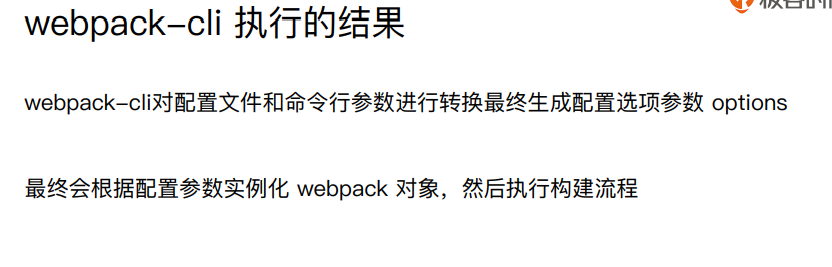 webpack-cli 执行的结果
webpack-cli对配置文件和命令行参数进行转换最终生成配置选项参数 options
最终会根据配置参数实例化 webpack 对象，然后执行构建流程